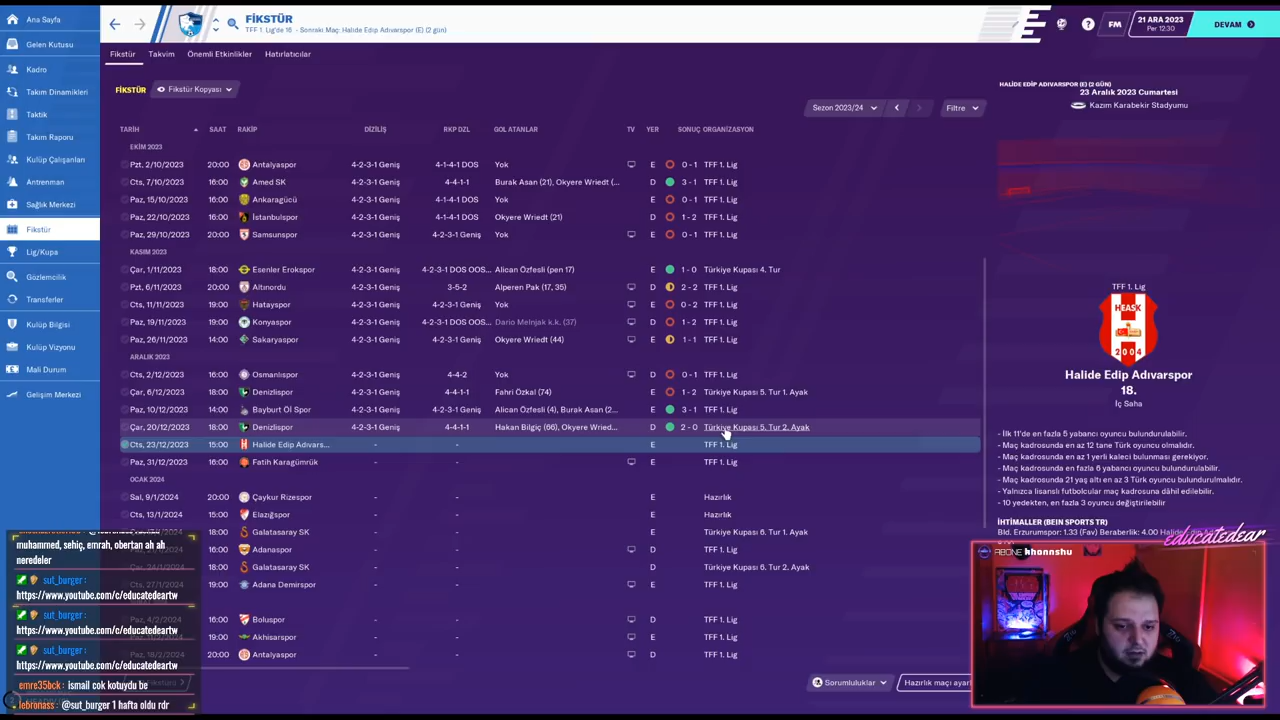 Ana Sayfa
Gelen Kutusu
Kadro
Takım Dinamikleri
Taktik
Takım Raporu
Kulüp Çalışanları
Antrenman
Sağlık Merkezi
Fikstür
Lig/Kupa
Gözlemcilik
Transferler
Kulüp Bilgisi
Kulüp Vizyonu
Mali Durum
Gelişim Merkezi
FİKSTÜR
TFF 1. Lig'de 16 - Sonraki Maç: Halide Edip Adıvarspor (E) (2 gün)
FM
21 ARA 2023
Per 12:30
DEVAM
Fikstür Takvim Önemli Etkinlikler Hatırlatıcılar
FİKSTÜR Fikstür Kopyası
Sezon 2023/24 Filtre
TARİH SAAT RAKİP DİZİLİŞ RKP DZL GOL ATANLAR TV YER SONUÇ ORGANİZASYON
EKİM 2023
Pzt, 2/10/2023 20:00 Antalyaspor 4-2-3-1 Geniş 4-1-4-1 DOS Yok E 0 - 1 TFF 1. Lig
Cts, 7/10/2023 16:00 Amed SK 4-2-3-1 Geniş 4-4-1-1 Burak Asan (21), Okyere Wriedt (... D 3 - 1 TFF 1. Lig
Paz, 15/10/2023 16:00 Ankaragücü 4-2-3-1 Geniş 4-1-4-1 DOS Yok E 0 - 1 TFF 1. Lig
Paz, 22/10/2023 16:00 İstanbulspor 4-2-3-1 Geniş 4-1-4-1 DOS Okyere Wriedt (21) D 1 - 2 TFF 1. Lig
Paz, 29/10/2023 20:00 Samsunspor 4-2-3-1 Geniş 4-2-3-1 Geniş Yok E 0 - 1 TFF 1. Lig
KASIM 2023
Çar, 1/11/2023 18:00 Esenler Erokspor 4-2-3-1 Geniş 4-2-3-1 DOS OOS... Alican Özfesli (pen 17) E 1 - 0 Türkiye Kupası 4. Tur
Pzt, 6/11/2023 20:00 Altınordu 4-2-3-1 Geniş 3-5-2 Alperen Pak (17, 35) D 2 - 2 TFF 1. Lig
Cts, 11/11/2023 19:00 Hatayspor 4-2-3-1 Geniş 4-2-3-1 Geniş Yok E 0 - 2 TFF 1. Lig
Paz, 19/11/2023 19:00 Konyaspor 4-2-3-1 Geniş 4-2-3-1 DOS OOS... Dario Melnjak k.k. (37) D 1 - 2 TFF 1. Lig
Paz, 26/11/2023 14:00 Sakaryaspor 4-2-3-1 Geniş 4-2-3-1 Geniş Okyere Wriedt (44) E 1 - 1 TFF 1. Lig
ARALIK 2023
Cts, 2/12/2023 16:00 Osmanlıspor 4-2-3-1 Geniş 4-4-2 Yok D 0 - 1 TFF 1. Lig
Çar, 6/12/2023 18:00 Denizlispor 4-2-3-1 Geniş 4-4-1-1 Fahri Özkal (74) E 1 - 2 Türkiye Kupası 5. Tur 1. Ayak
Paz, 10/12/2023 14:00 Bayburt Öl Spor 4-2-3-1 Geniş 4-2-3-1 Geniş Alican Özfesli (4), Burak Asan (2... E 3 - 1 TFF 1. Lig
Çar, 20/12/2023 18:00 Denizlispor 4-2-3-1 Geniş 4-4-1-1 Hakan Bilgiç (66), Okyere Wried... D 2 - 0 Türkiye Kupası 5. Tur 2. Ayak
Cts, 23/12/2023 15:00 Halide Edip Adıvars... - - E TFF 1. Lig
Paz, 31/12/2023 16:00 Fatih Karagümrük - - E TFF 1. Lig
OCAK 2024
Sal, 9/1/2024 20:00 Çaykur Rizespor - - E Hazırlık
Cts, 13/1/2024 15:00 Elazığspor - - E Hazırlık
18:00 Galatasaray SK - - E Türkiye Kupası 6. Tur 1. Ayak
16:00 Adanaspor - - D TFF 1. Lig
18:00 Galatasaray SK - - D Türkiye Kupası 6. Tur 2. Ayak
Cts, 27/1/2024 19:00 Adana Demirspor - - E TFF 1. Lig
Paz, 4/2/2024 16:00 Boluspor - - D TFF 1. Lig
19:00 Akhisarspor - - E TFF 1. Lig
Paz, 18/2/2024 20:00 Antalyaspor - - D TFF 1. Lig
Sorumluluklar Hazırlık maçı ayarl
HALİDE EDİP ADIVARSPOR (E) (2 GÜN)
23 Aralık 2023 Cumartesi
Kazım Karabekir Stadyumu
TFF 1. Lig
HEASK
2004
Halide Edip Adıvarspor
18.
İç Saha
- İlk 11'de en fazla 5 yabancı oyuncu bulundurulabilir.
- Maç kadrosunda en az 12 tane Türk oyuncu olmalıdır.
- Maç kadrosunda en az 1 yerli kaleci bulunması gerekiyor.
- Maç kadrosunda en fazla 6 yabancı oyuncu bulundurulabilir.
- Maç kadrosunda 21 yaş altı en az 3 Türk oyuncu bulundurulmalıdır.
- Yalnızca lisanslı futbolcular maç kadrosuna dâhil edilebilir.
- 10 yedekten, en fazla 3 oyuncu değiştirilebilir
İHTİMALLER (BEIN SPORTS TR)
Bld. Erzurumspor: 1.33 (Fav) Beraberlik: 4.00
educatedear
ABONE khonnshu
muhammed, sehiç, emrah, obertan ah ah
neredeler
sut_burger :
https://www.youtube.com/c/educateartw
sut_burger :
https://www.youtube.com/c/educatedeartw
sut_burger :
https://www.youtube.com/c/educatedeartw
emre35bck : ismail cok kotuydu be
lebronass : @sut_burger 1 hafta oldu rdr